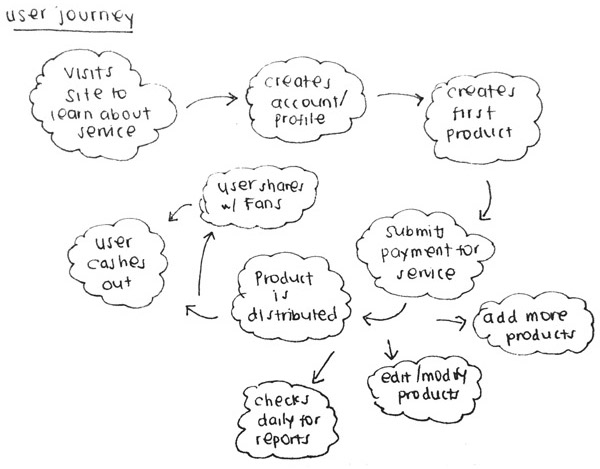 user journey
visits
site to
learn about
service
creates
account/
profile
creates
first
product
submits
payment for
service
add more
products
edit/modify
products
Product
is
distributed
checks
daily for
reports
user shares
w/ Fans
user
cashes
out